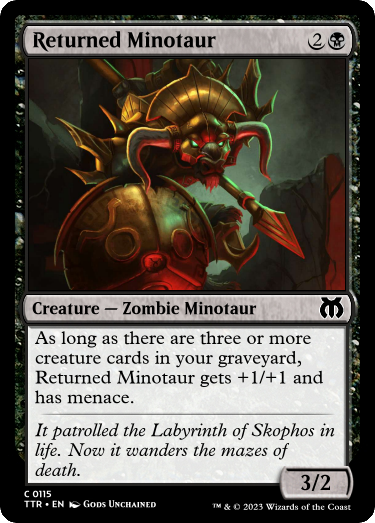 Returned Minotaur 2
Creature — Zombie Minotaur
As long as there are three or more
creature cards in your graveyard,
Returned Minotaur gets +1/+1 and
has menace.
It patrolled the Labyrinth of Skophos in
life. Now it wanders the mazes of
death.
3/2
C 0115
TTR • EN Gods Unchained
™ & © 2023 Wizards of the Coast